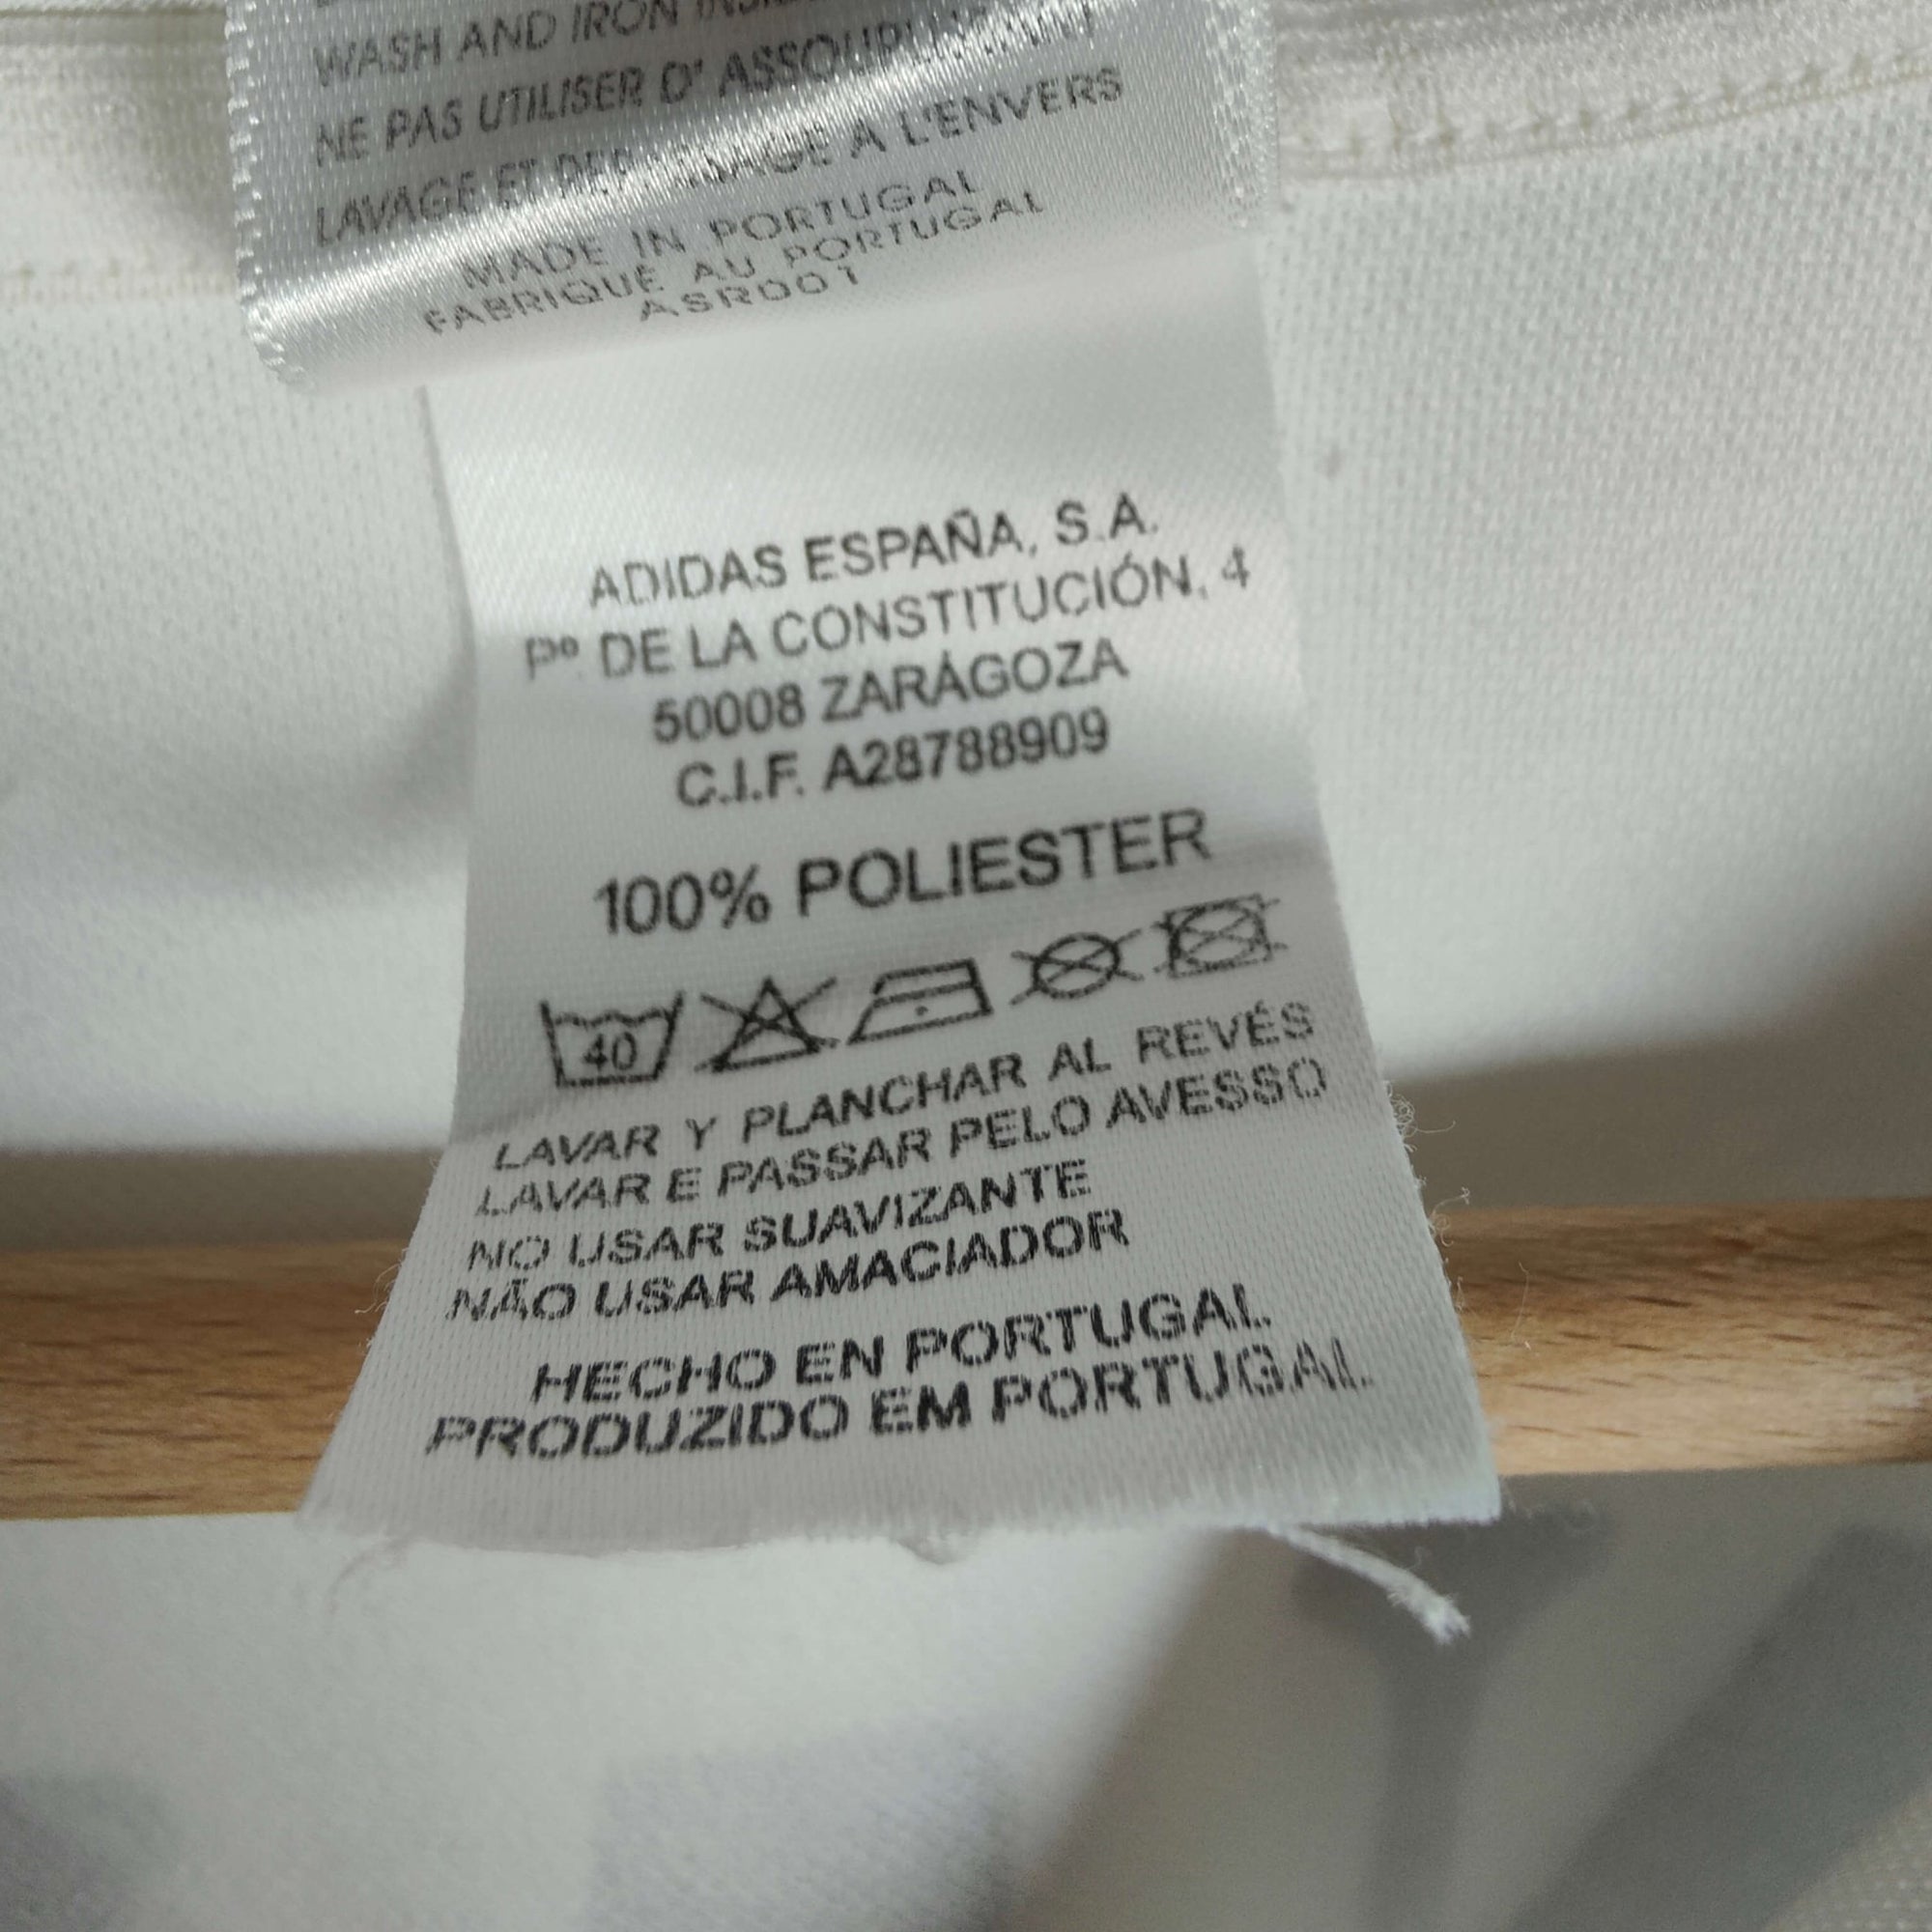 WASH AND IRON
NE PAS UTILISER D' ASSOUPLISSANT
LAVAGE ET REPASSAGE A L'ENVERS
MADE IN PORTUGAL
FABRIQUÉ AU PORTUGAL
ASR001
ADIDAS ESPAÑA, S.A.
Pº DE LA CONSTITUCIÓN, 4
50008 ZARAGOZA
C.I.F. A28788909
100% POLIESTER
40
LAVAR Y PLANCHAR AL REVÉS
LAVAR E PASSAR PELO AVESSO
NO USAR SUAVIZANTE
NÃO USAR AMACIADOR
HECHO EN PORTUGAL
PRODUZIDO EM PORTUGAL